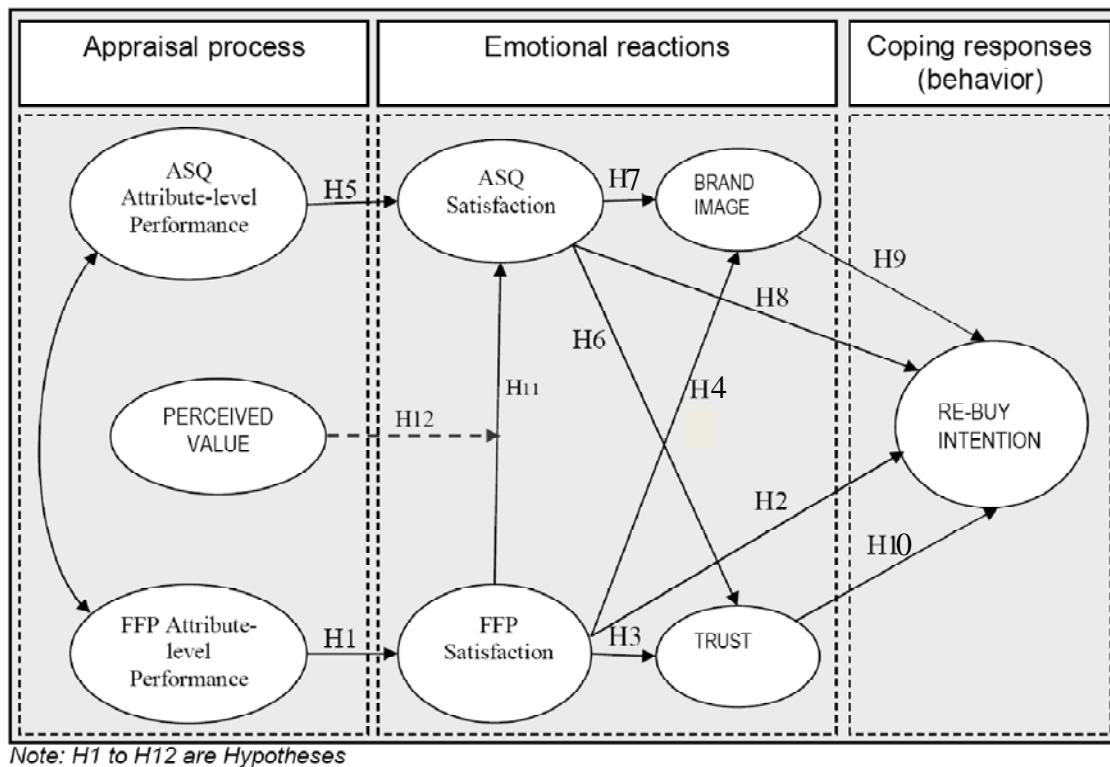 Appraisal process
Emotional reactions
Coping responses
(behavior)
ASQ
Attribute-level
Performance
H5
ASQ
Satisfaction
H7
BRAND
IMAGE
H9
H8
H6
H4
H11
PERCEIVED
VALUE
H12
RE-BUY
INTENTION
H2
H10
FFP Attribute-
level
Performance
H1
FFP
Satisfaction
H3
TRUST
Note: H1 to H12 are Hypotheses